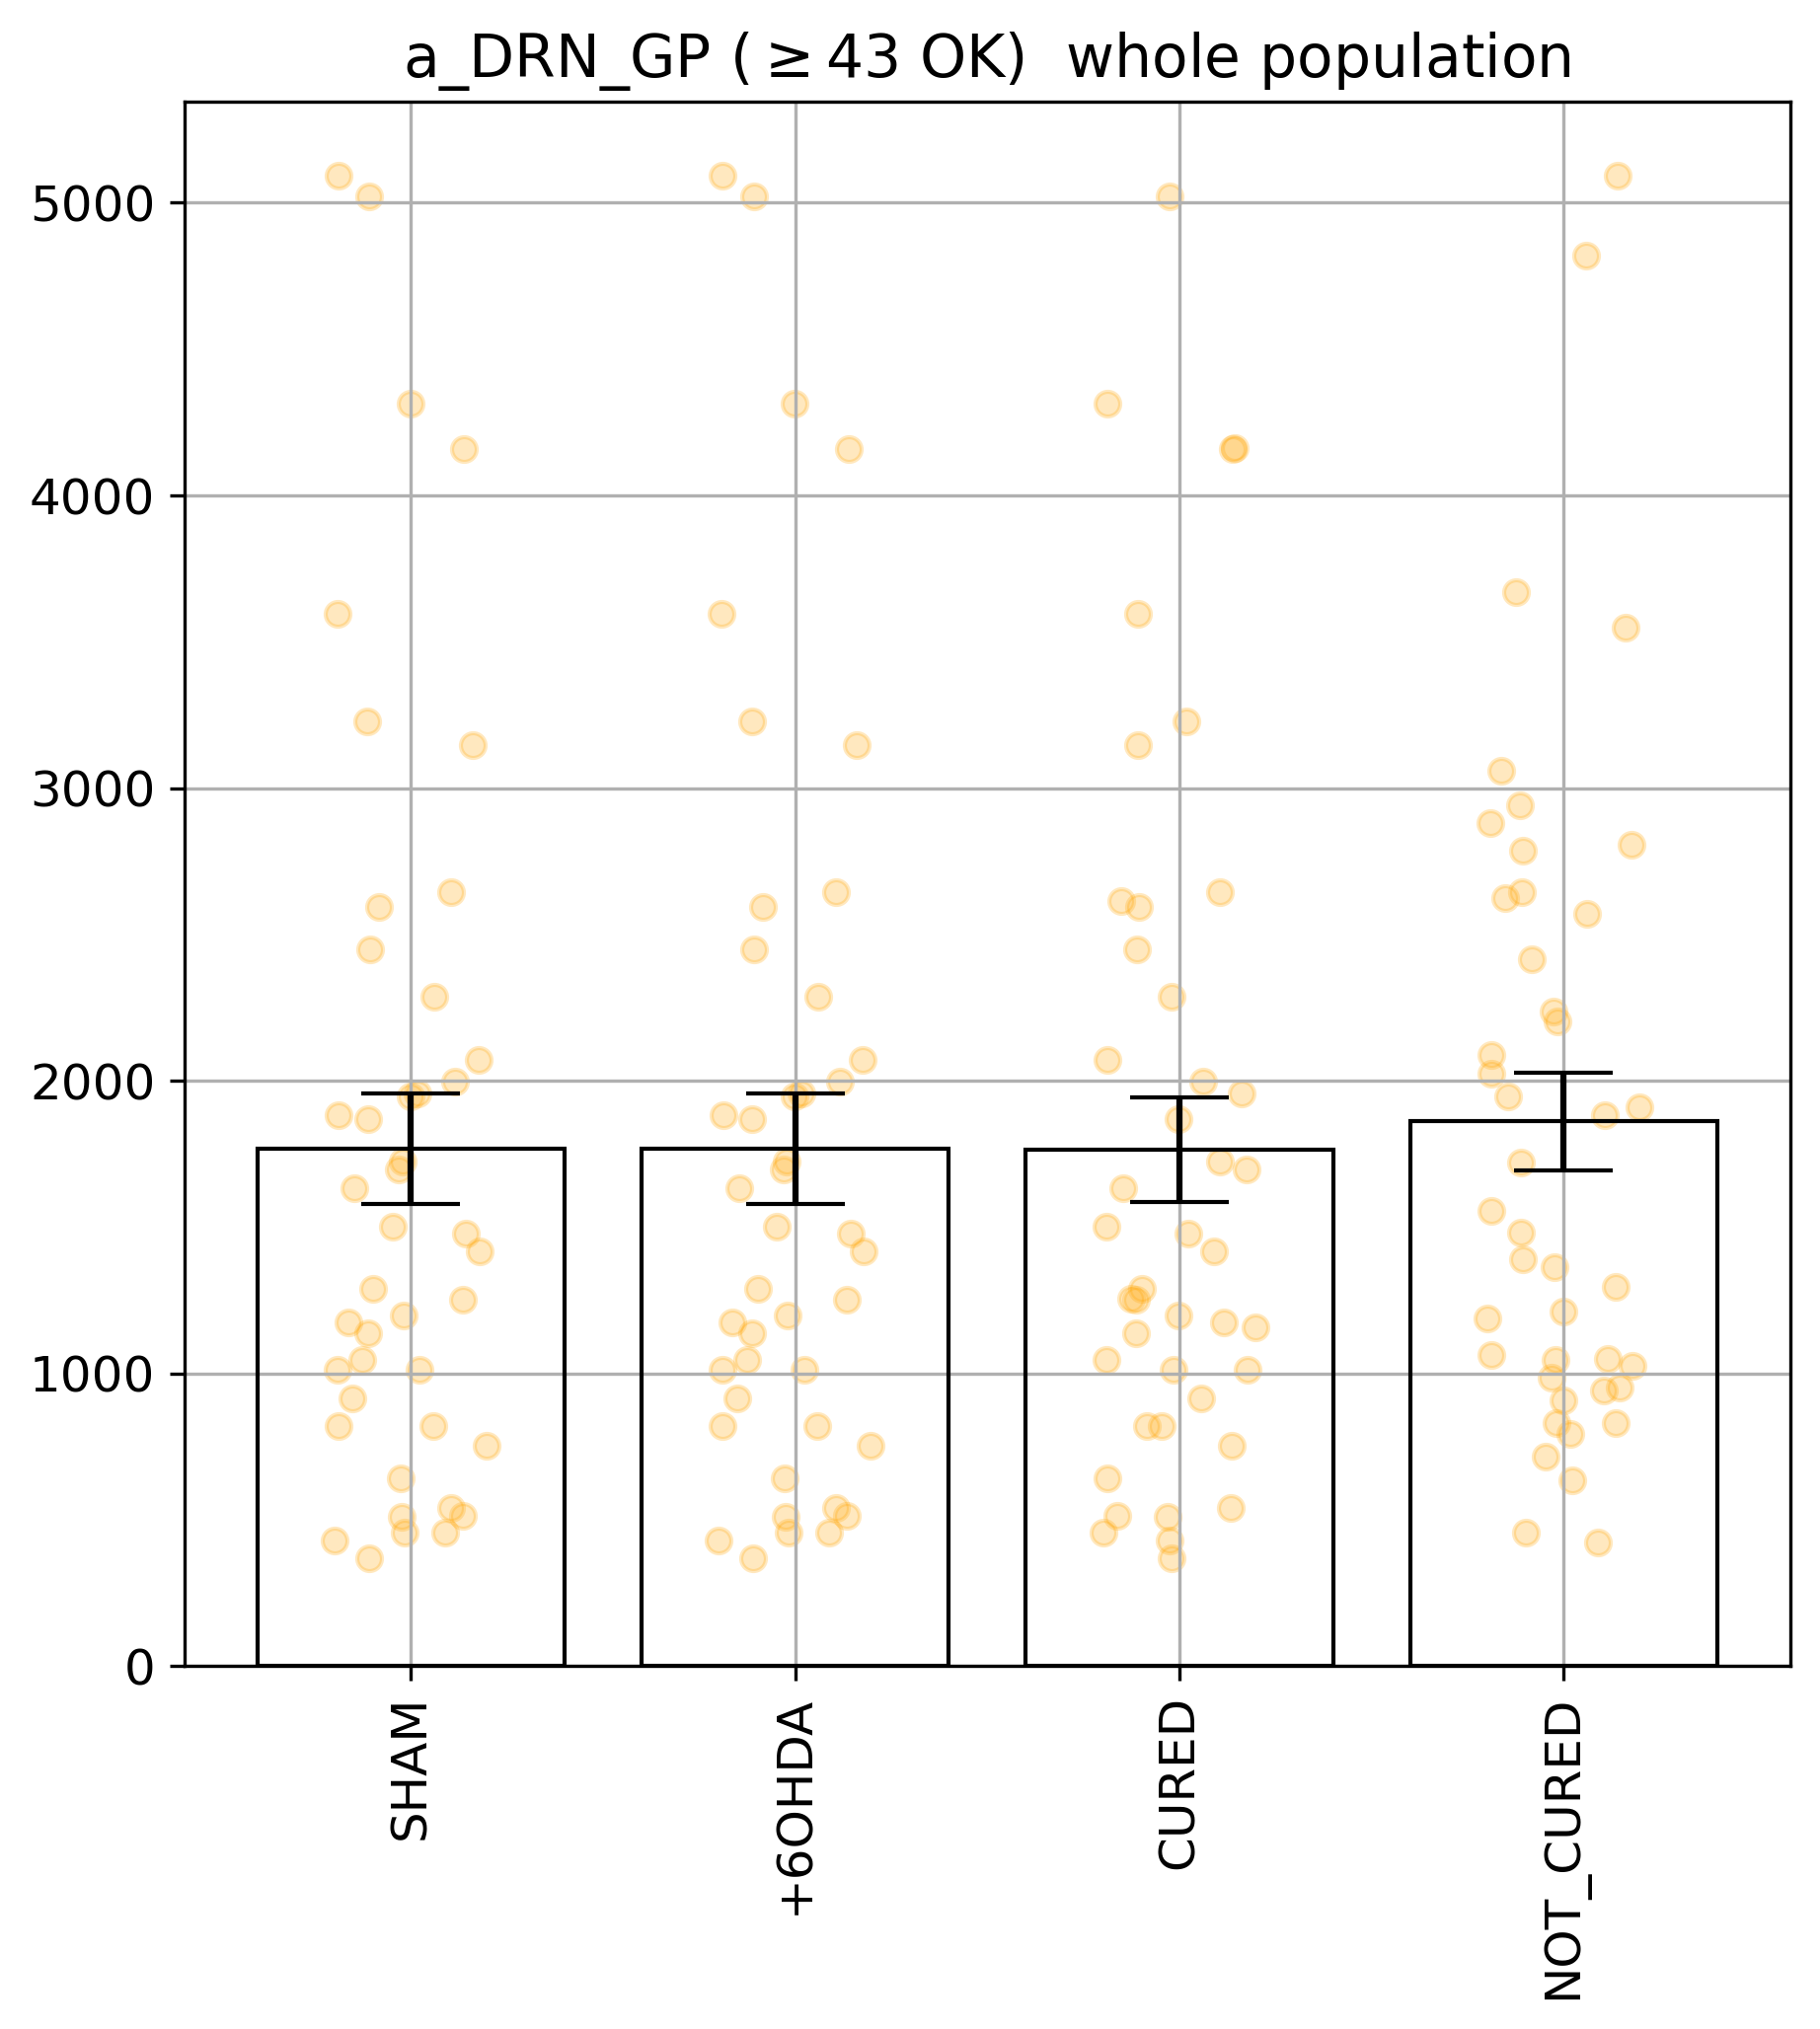 a_DRN_GP ( ≥ 43 OK)  whole population
5000
4000
3000
2000
1000
0
SHAM
+6OHDA
CURED
NOT_CURED